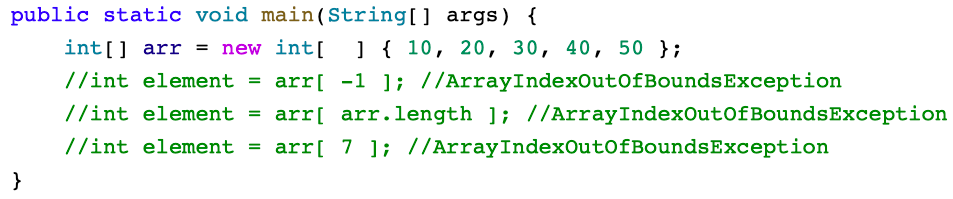 public static void main(String[] args) {
    int[] arr = new int[  ] { 10, 20, 30, 40, 50 };
    //int element = arr[ -1 ]; //ArrayIndexOutOfBoundsException
    //int element = arr[ arr.length ]; //ArrayIndexOutOfBoundsException
    //int element = arr[ 7 ]; //ArrayIndexOutOfBoundsException
}